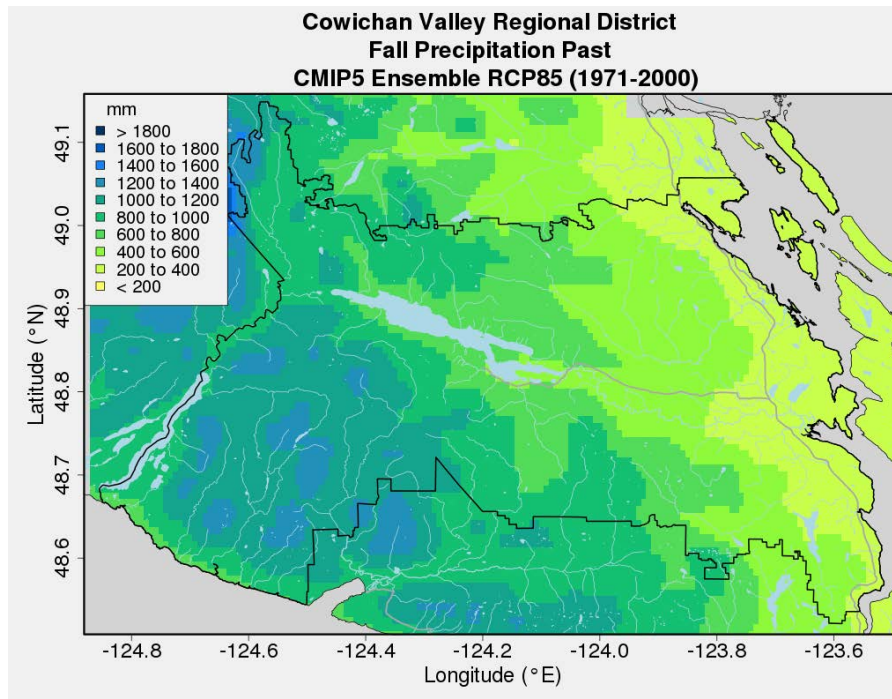 Cowichan Valley Regional District
Fall Precipitation Past
CMIP5 Ensemble RCP85 (1971-2000)
mm
> 1800
1600 to 1800
1400 to 1600
1200 to 1400
1000 to 1200
800 to 1000
600 to 800
400 to 600
200 to 400
< 200
49.1
49.0
48.9
48.8
48.7
48.6
Latitude (°N)
-124.8 -124.6 -124.4 -124.2 -124.0 -123.8 -123.6
Longitude (°E)